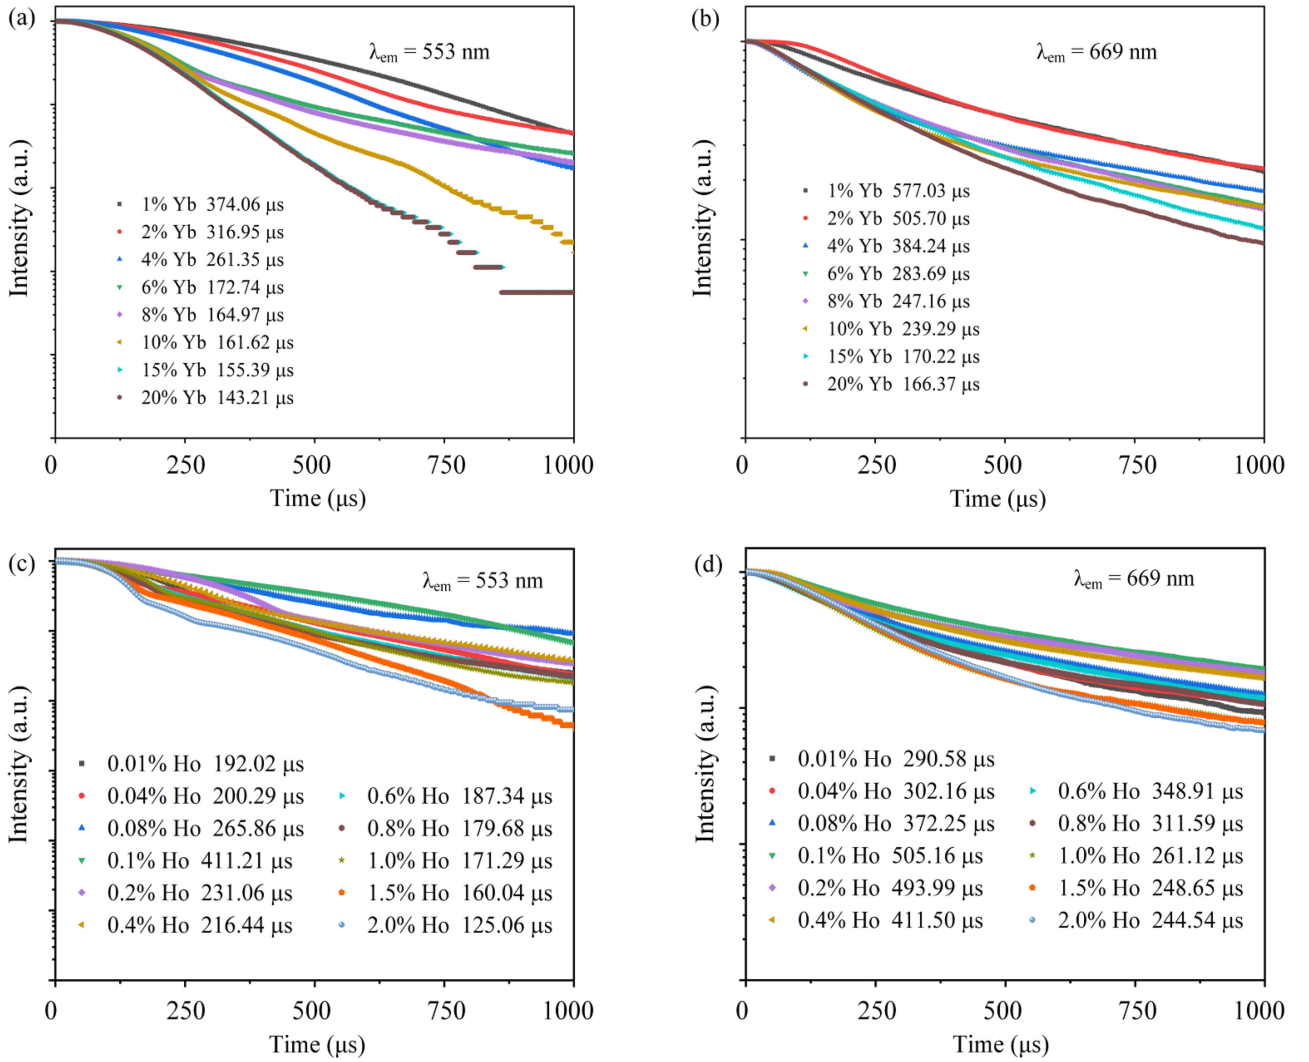 (a)
λem = 553 nm
Intensity (a.u.)
1% Yb 374.06 μs
2% Yb 316.95 μs
4% Yb 261.35 μs
6% Yb 172.74 μs
8% Yb 164.97 μs
10% Yb 161.62 μs
15% Yb 155.39 μs
20% Yb 143.21 μs
0 250 500 750 1000
Time (μs)
(b)
λem = 669 nm
Intensity (a.u.)
1% Yb 577.03 μs
2% Yb 505.70 μs
4% Yb 384.24 μs
6% Yb 283.69 μs
8% Yb 247.16 μs
10% Yb 239.29 μs
15% Yb 170.22 μs
20% Yb 166.37 μs
0 250 500 750 1000
Time (μs)
(c)
λem = 553 nm
Intensity (a.u.)
0.01% Ho 192.02 μs
0.04% Ho 200.29 μs
0.08% Ho 265.86 μs
0.1% Ho 411.21 μs
0.2% Ho 231.06 μs
0.4% Ho 216.44 μs
0.6% Ho 187.34 μs
0.8% Ho 179.68 μs
1.0% Ho 171.29 μs
1.5% Ho 160.04 μs
2.0% Ho 125.06 μs
0 250 500 750 1000
Time (μs)
(d)
λem = 669 nm
Intensity (a.u.)
0.01% Ho 290.58 μs
0.04% Ho 302.16 μs
0.08% Ho 372.25 μs
0.1% Ho 505.16 μs
0.2% Ho 493.99 μs
0.4% Ho 411.50 μs
0.6% Ho 348.91 μs
0.8% Ho 311.59 μs
1.0% Ho 261.12 μs
1.5% Ho 248.65 μs
2.0% Ho 244.54 μs
0 250 500 750 1000
Time (μs)